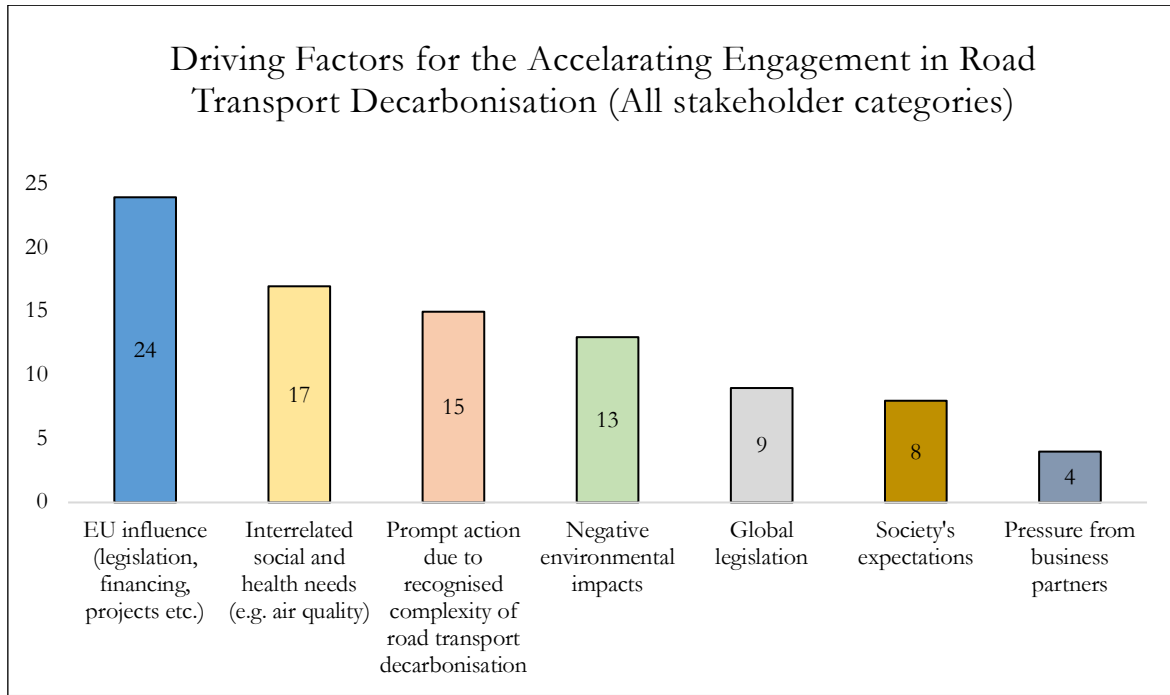 Driving Factors for the Accelarating Engagement in Road
Transport Decarbonisation (All stakeholder categories)
25
20
15
10
5
0
24
17
15
13
9
8
4
EU influence
(legislation,
financing,
projects etc.)
Interrelated
social and
health needs
(e.g. air quality)
Prompt action
due to
recognised
complexity of
road transport
decarbonisation
Negative
environmental
impacts
Global
legislation
Society's
expectations
Pressure from
business
partners